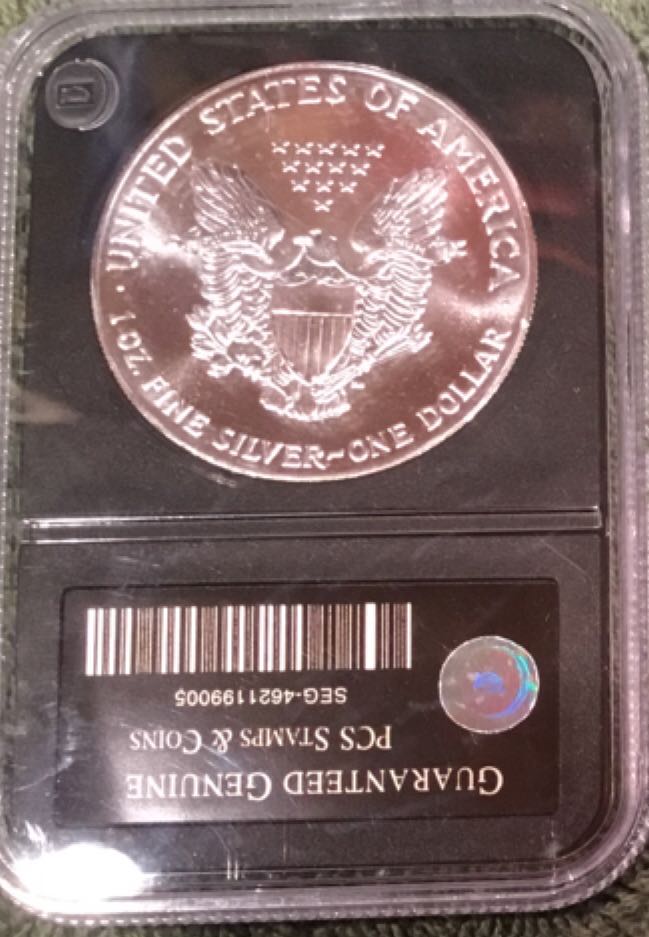 UNITED STATES OF AMERICA
1 OZ. FINE SILVER~ONE DOLLAR
GUARANTEED GENUINE
PCS STAMPS & COINS
SEG-4621199005